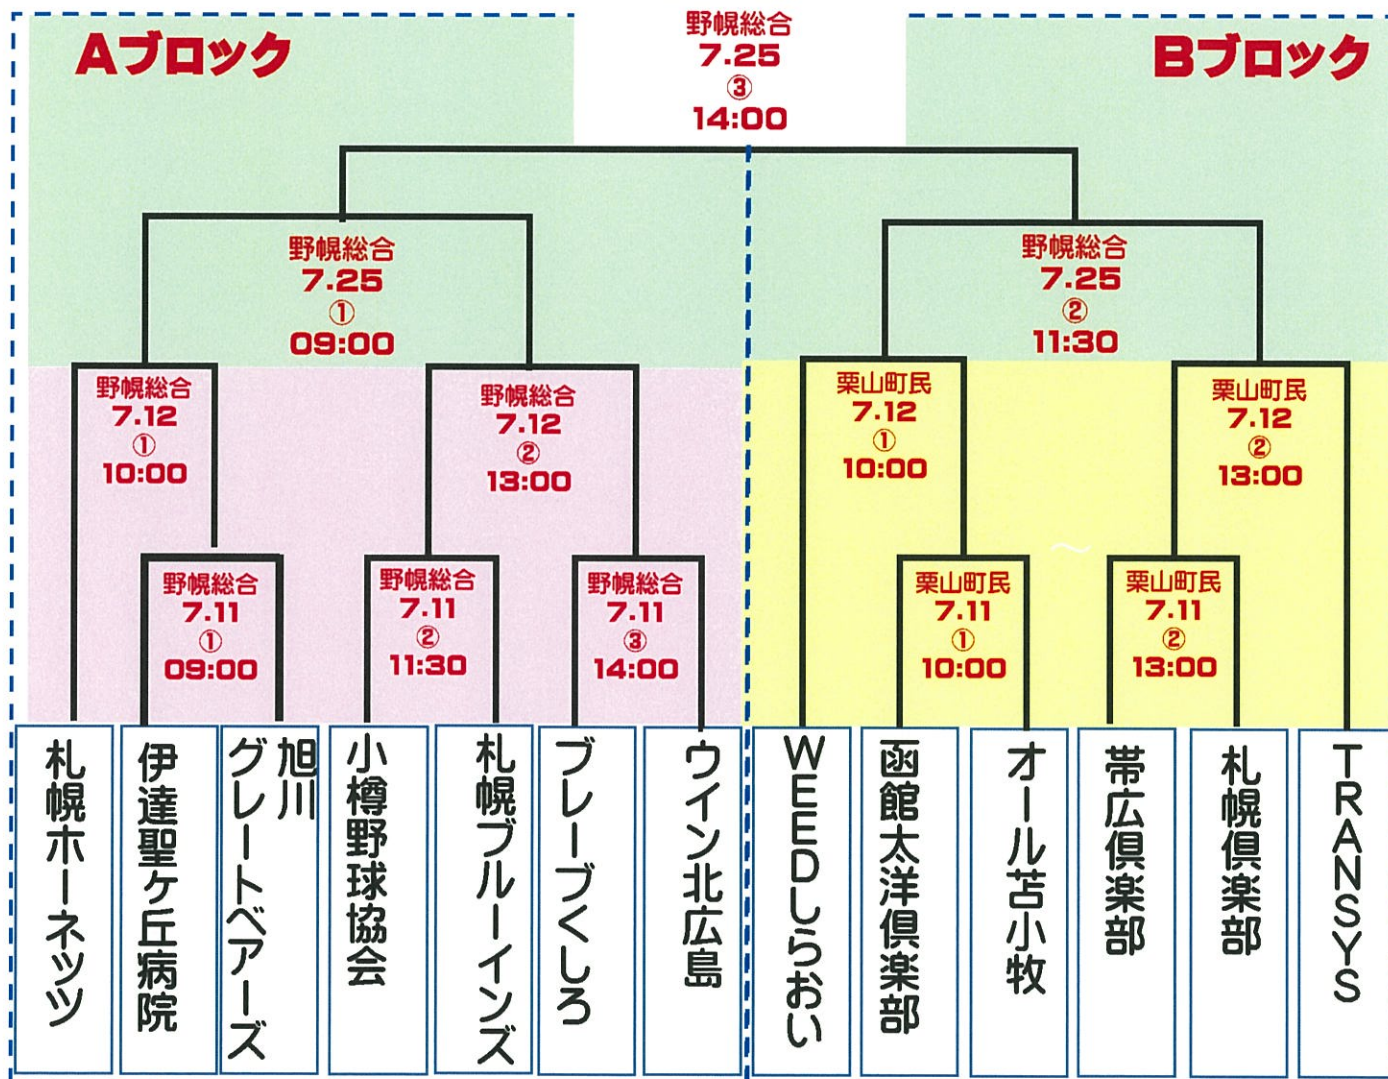 野幌総合
7.25
③
14:00
Aブロック
Bブロック
野幌総合
7.25
①
09:00
野幌総合
7.25
②
11:30
野幌総合
7.12
①
10:00
野幌総合
7.12
②
13:00
栗山町民
7.12
①
10:00
栗山町民
7.12
②
13:00
野幌総合
7.11
①
09:00
野幌総合
7.11
②
11:30
野幌総合
7.11
③
14:00
栗山町民
7.11
①
10:00
栗山町民
7.11
②
13:00
札幌ホーネッツ
伊達聖ヶ丘病院
旭川
グレートベアーズ
小樽野球協会
札幌ブルーインズ
ブレーブくしろ
ウイン北広島
WEEDしらおい
函館太洋倶楽部
オール苫小牧
帯広倶楽部
札幌倶楽部
TRANSYS